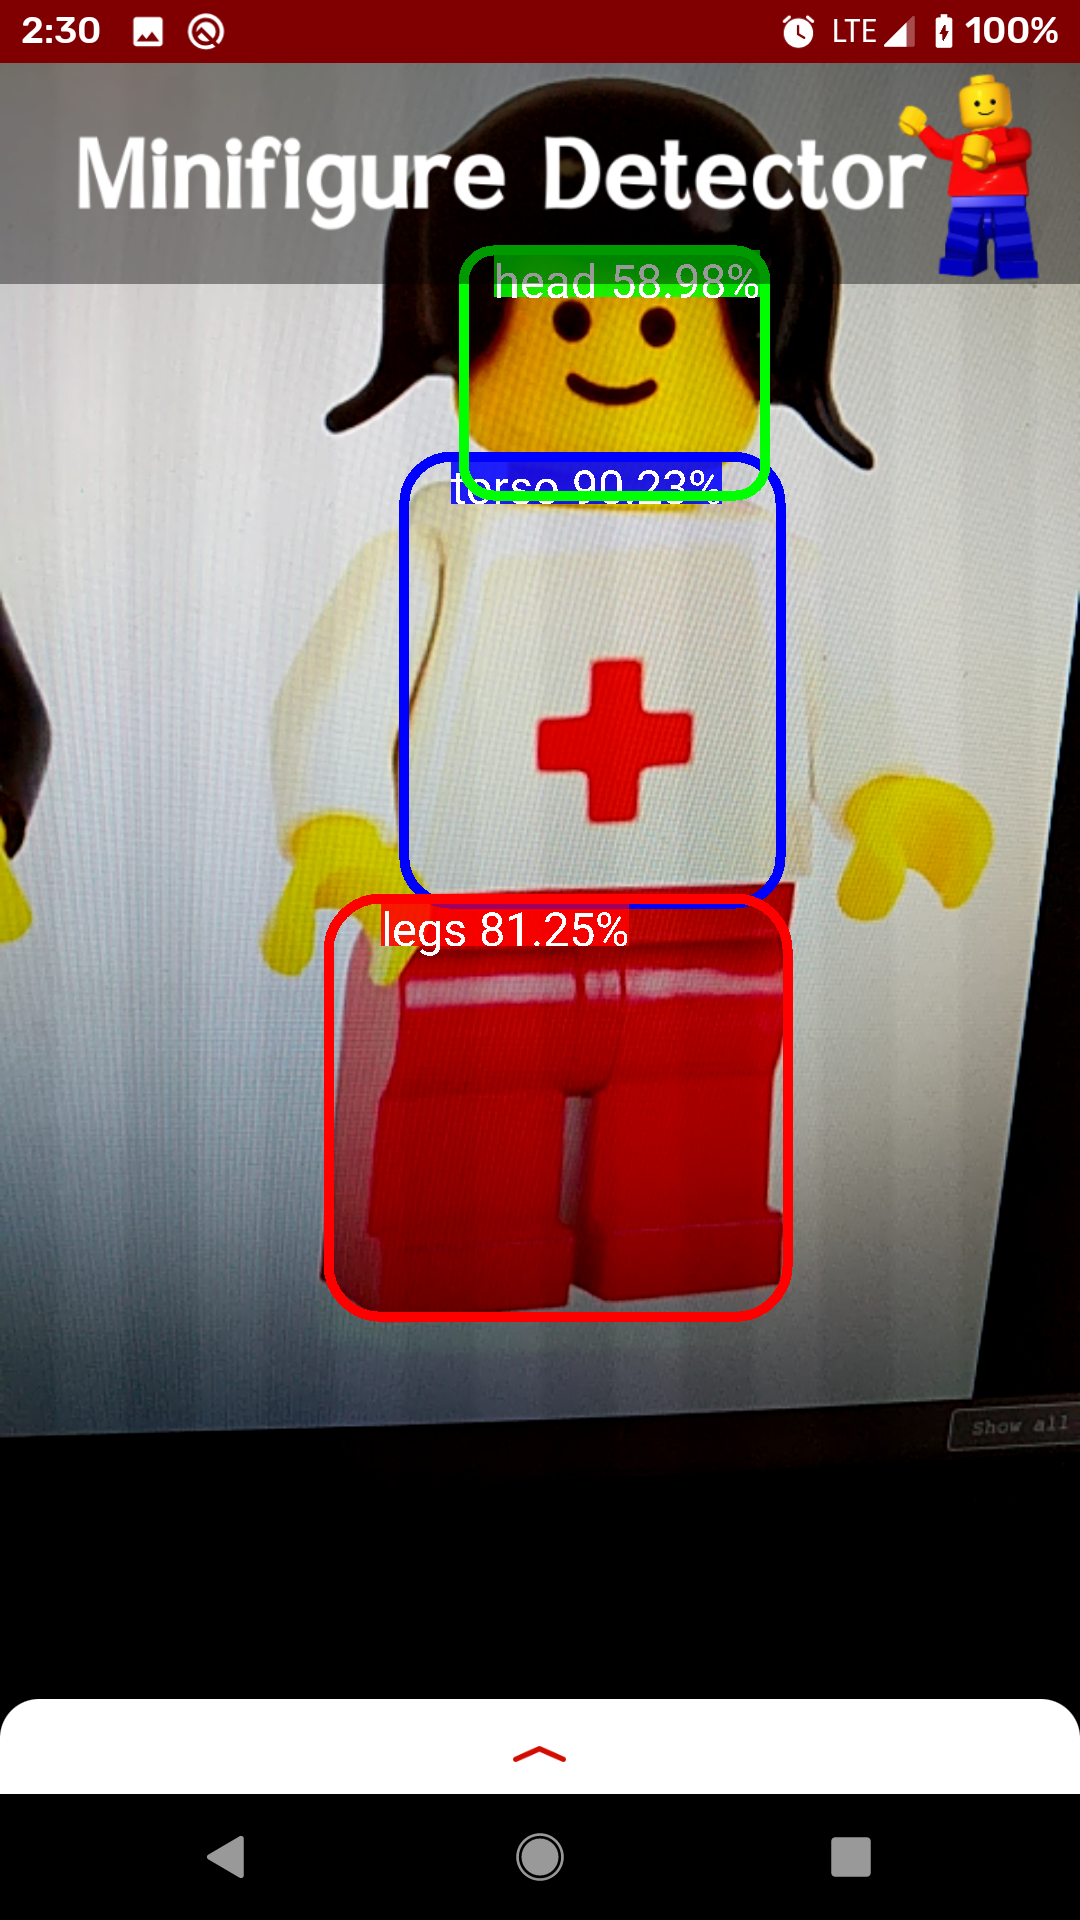 2:30 LTE 100%
Minifigure Detector
head 58.98%
torso 90.23%
legs 81.25%
Show all